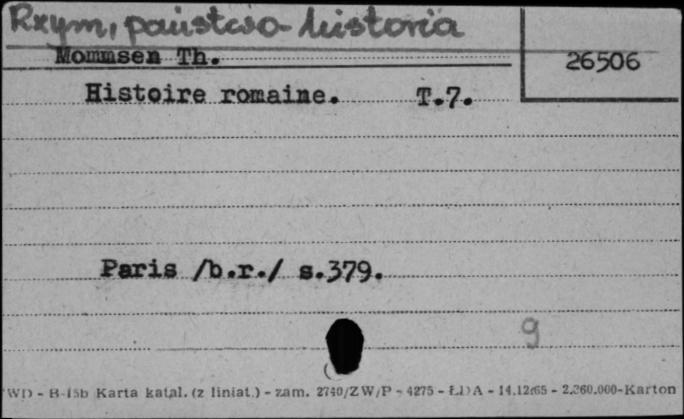 Rzym, państwo-historia
Mommsen Th.
26506
Histoire romaine. T.7.
Paris /b.r./ s.379.
9
WD - B-15b Karta katal. (z liniat.) - zam. 2740/ZW/P - 4275 - ŁDA - 14.12.65 - 2.360.000-Karton